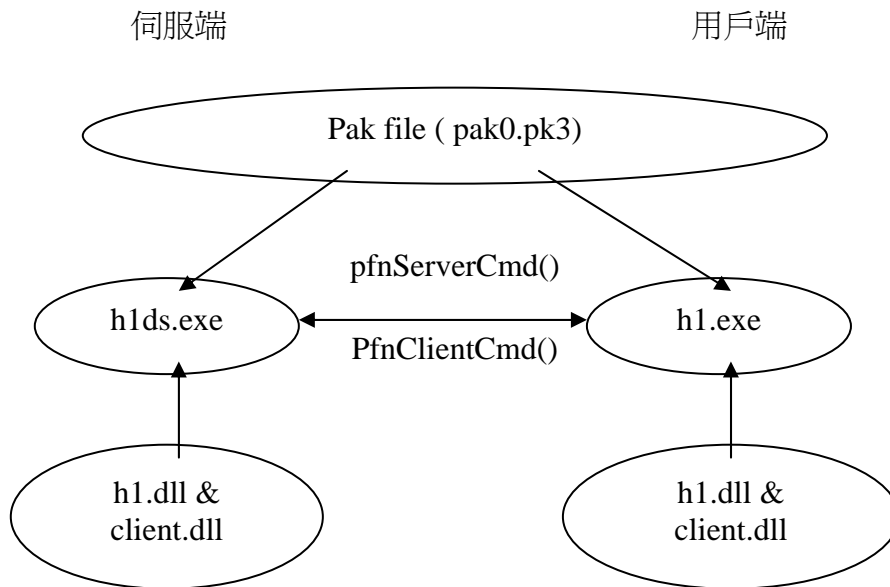 伺服端
用戶端
Pak file ( pak0.pk3)
pfnServerCmd()
h1ds.exe
h1.exe
PfnClientCmd()
h1.dll &
client.dll
h1.dll &
client.dll